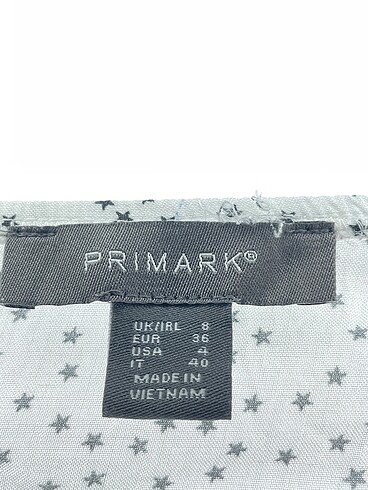 PRIMARK®
UK/IRL 8
EUR 36
USA 4
IT 40
MADE IN
VIETNAM